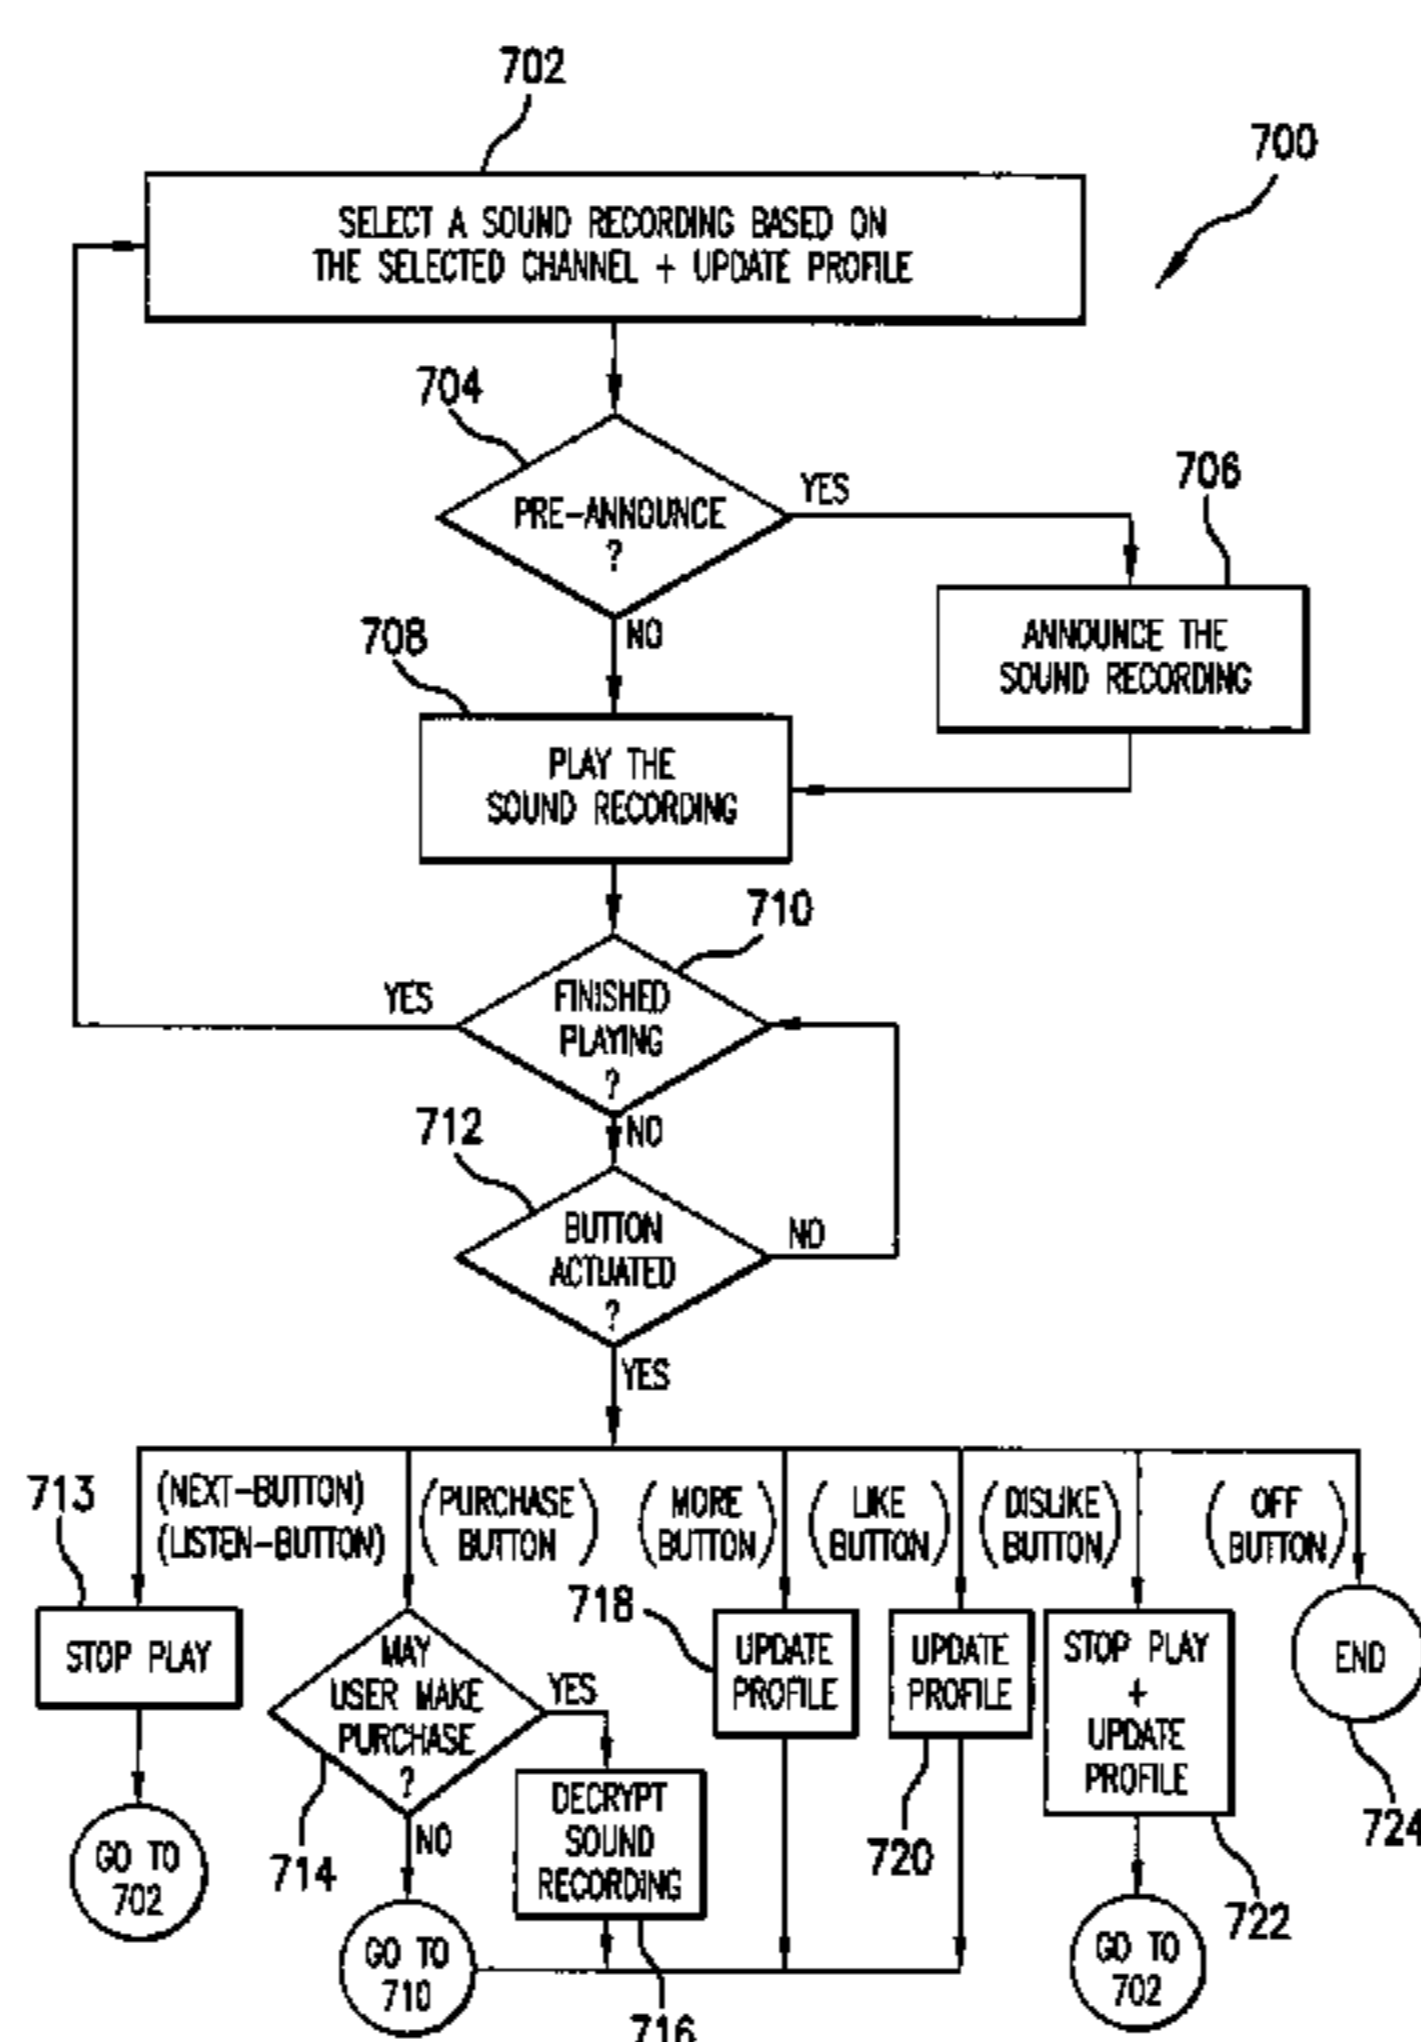 702
700
SELECT A SOUND RECORDING BASED ON
THE SELECTED CHANNEL + UPDATE PROFILE
704
PRE-ANNOUNCE
?
YES
706
NO
ANNOUNCE THE
SOUND RECORDING
708
PLAY THE
SOUND RECORDING
710
YES
FINISHED
PLAYING
?
NO
712
BUTTON
ACTUATED
?
NO
YES
713
(NEXT-BUTTON)
(LISTEN-BUTTON)
(PURCHASE
BUTTON)
(MORE
BUTTON)
(LIKE
BUTTON)
(DISLIKE
BUTTON)
(OFF
BUTTON)
STOP PLAY
GO TO
702
MAY
USER MAKE
PURCHASE
?
YES
NO
714
DECRYPT
SOUND
RECORDING
716
GO TO
710
718
UPDATE
PROFILE
UPDATE
PROFILE
720
STOP PLAY
+
UPDATE
PROFILE
722
GO TO
702
END
724